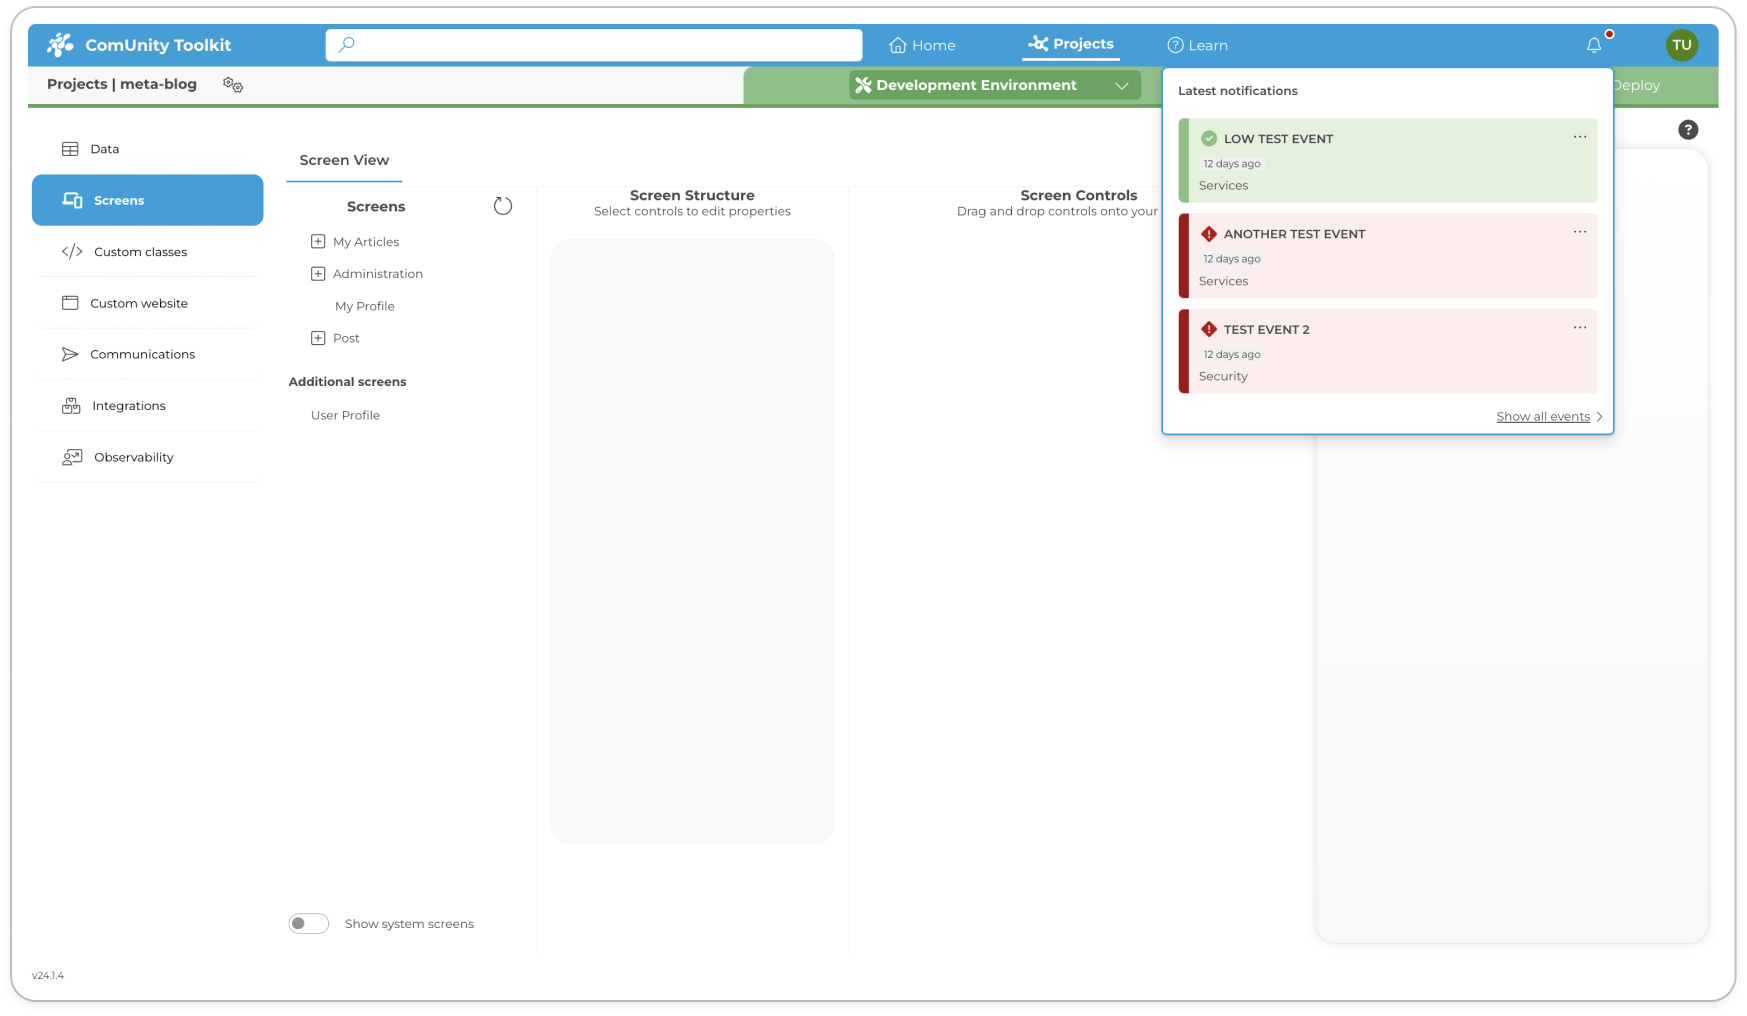 ComUnity Toolkit
Home
Projects
Learn
TU
Projects | meta-blog
Development Environment
Deploy
Latest notifications
LOW TEST EVENT
12 days ago
Services
ANOTHER TEST EVENT
12 days ago
Services
TEST EVENT 2
12 days ago
Security
Show all events
Data
Screens
Custom classes
Custom website
Communications
Integrations
Observability
Screen View
Screens
My Articles
Administration
My Profile
Post
Additional screens
User Profile
Show system screens
Screen Structure
Select controls to edit properties
Screen Controls
Drag and drop controls onto your
v24.1.4